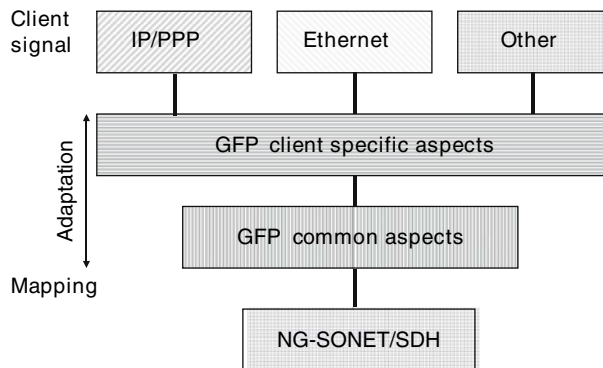 Client
signal
IP/PPP
Ethernet
Other
GFP client specific aspects
Adaptation
GFP common aspects
Mapping
NG-SONET/SDH